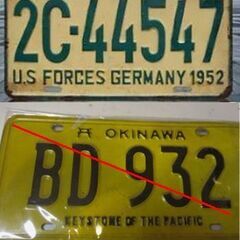 2C-44547
U.S. FORCES GERMANY 1952
OKINAWA
BD 932
KEYSTONE OF THE PACIFIC